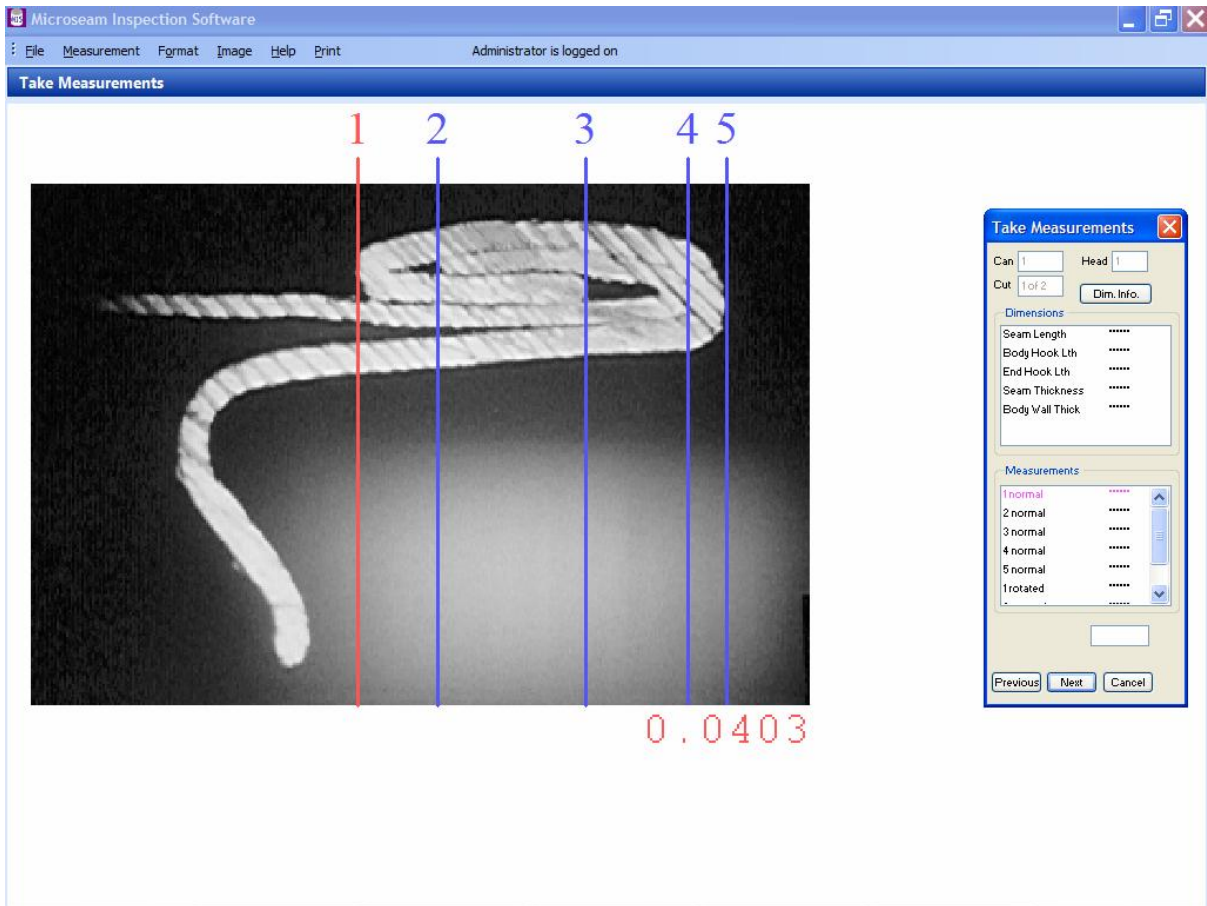 Microseam Inspection Software
File Measurement Format Image Help Print Administrator is logged on
Take Measurements
1 2 3 4 5
0.0403
Take Measurements
Can 1 Head 1
Cut 1 of 2 Dim. Info.
Dimensions
Seam Length ......
Body Hook Lth ......
End Hook Lth ......
Seam Thickness ......
Body Wall Thick ......
Measurements
1 normal ......
2 normal ......
3 normal ......
4 normal ......
5 normal ......
1 rotated ......
Previous Next Cancel